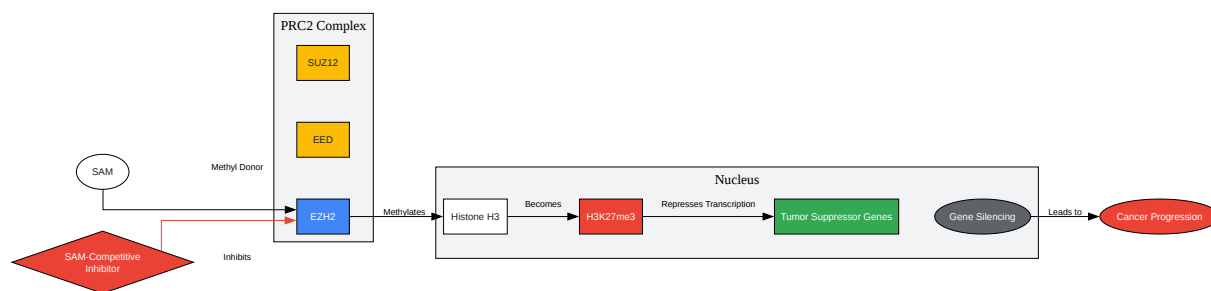 PRC2 Complex
SUZ12
EED
SAM
Methyl Donor
EZH2
Methylates
Nucleus
Histone H3
Becomes
H3K27me3
Represses Transcription
Tumor Suppressor Genes
Gene Silencing
Leads to
Cancer Progression
SAM-Competitive
Inhibitor
Inhibits